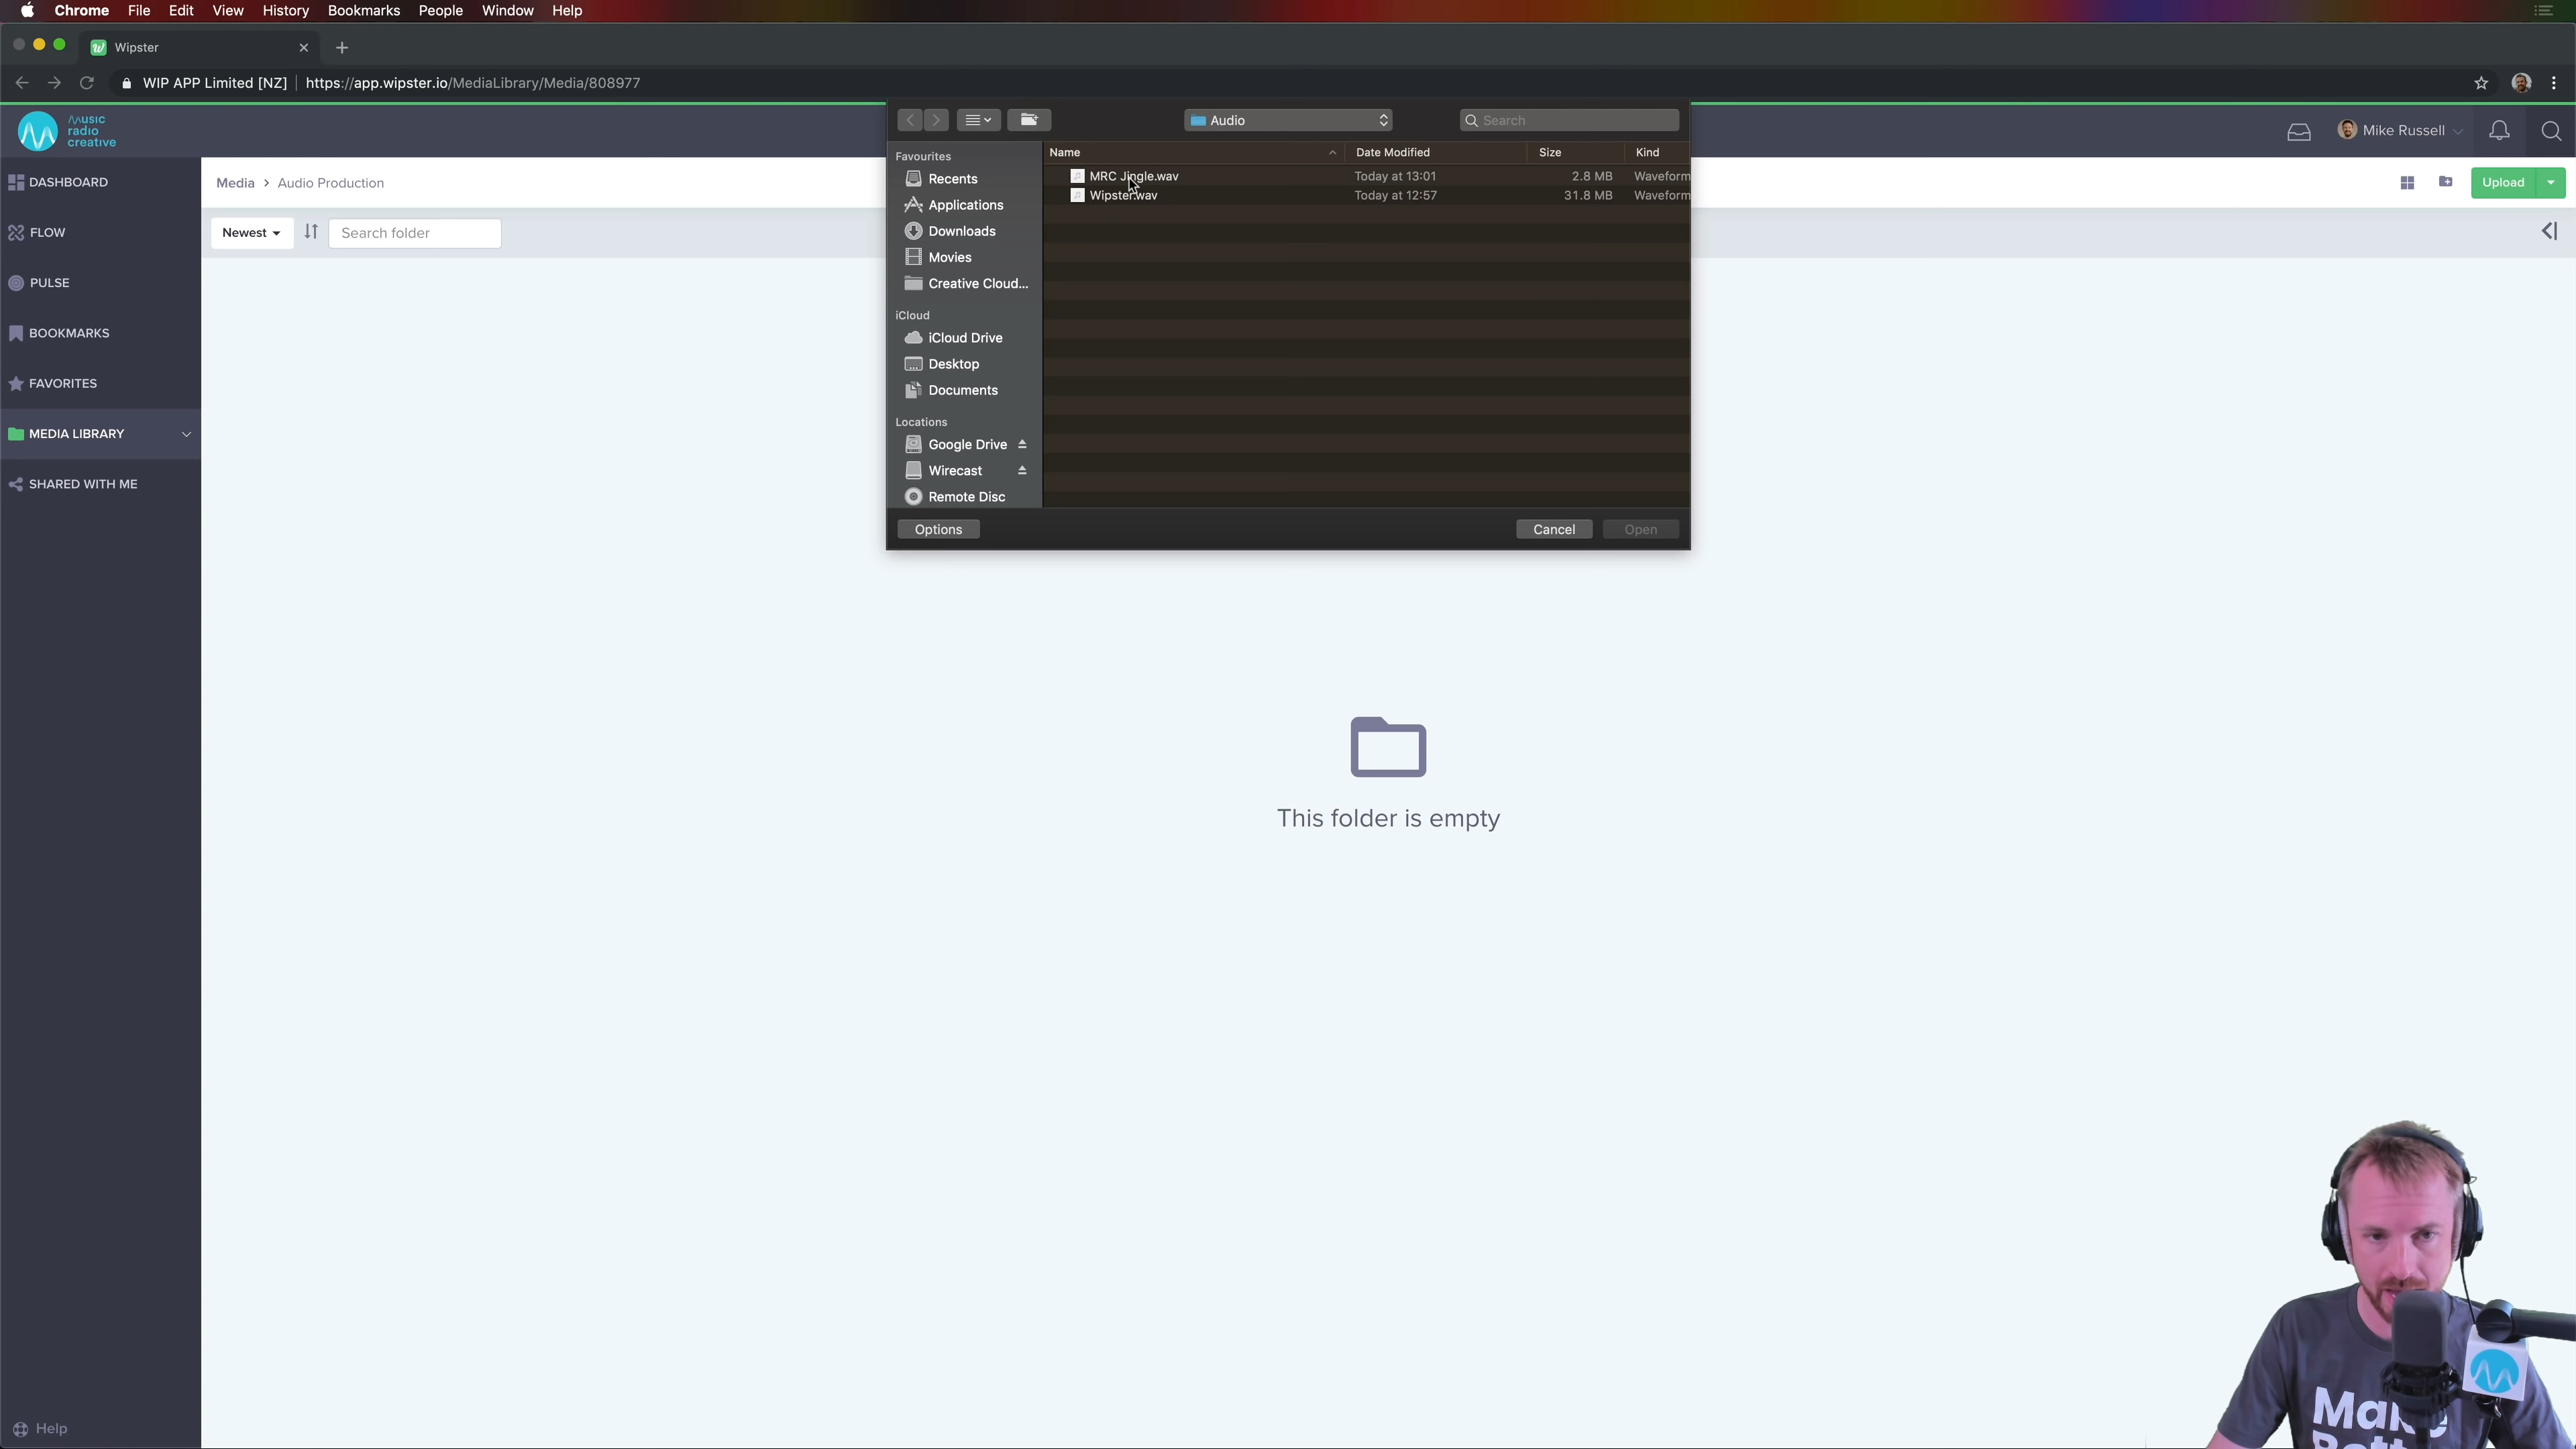 Chrome File Edit View History Bookmarks People Window Help
Wipster
WIP APP Limited [NZ] | https://app.wipster.io/MediaLibrary/Media/808977
Music
radio
creative
Mike Russell
DASHBOARD
FLOW
PULSE
BOOKMARKS
FAVORITES
MEDIA LIBRARY
SHARED WITH ME
Help
Media > Audio Production
Upload
Newest
Search folder
Audio
Search
Favourites
Recents
Applications
Downloads
Movies
Creative Cloud...
iCloud
iCloud Drive
Desktop
Documents
Locations
Google Drive
Wirecast
Remote Disc
Name Date Modified Size Kind
MRC Jingle.wav Today at 13:01 2.8 MB Waveform
Wipster.wav Today at 12:57 31.8 MB Waveform
Options Cancel Open
This folder is empty